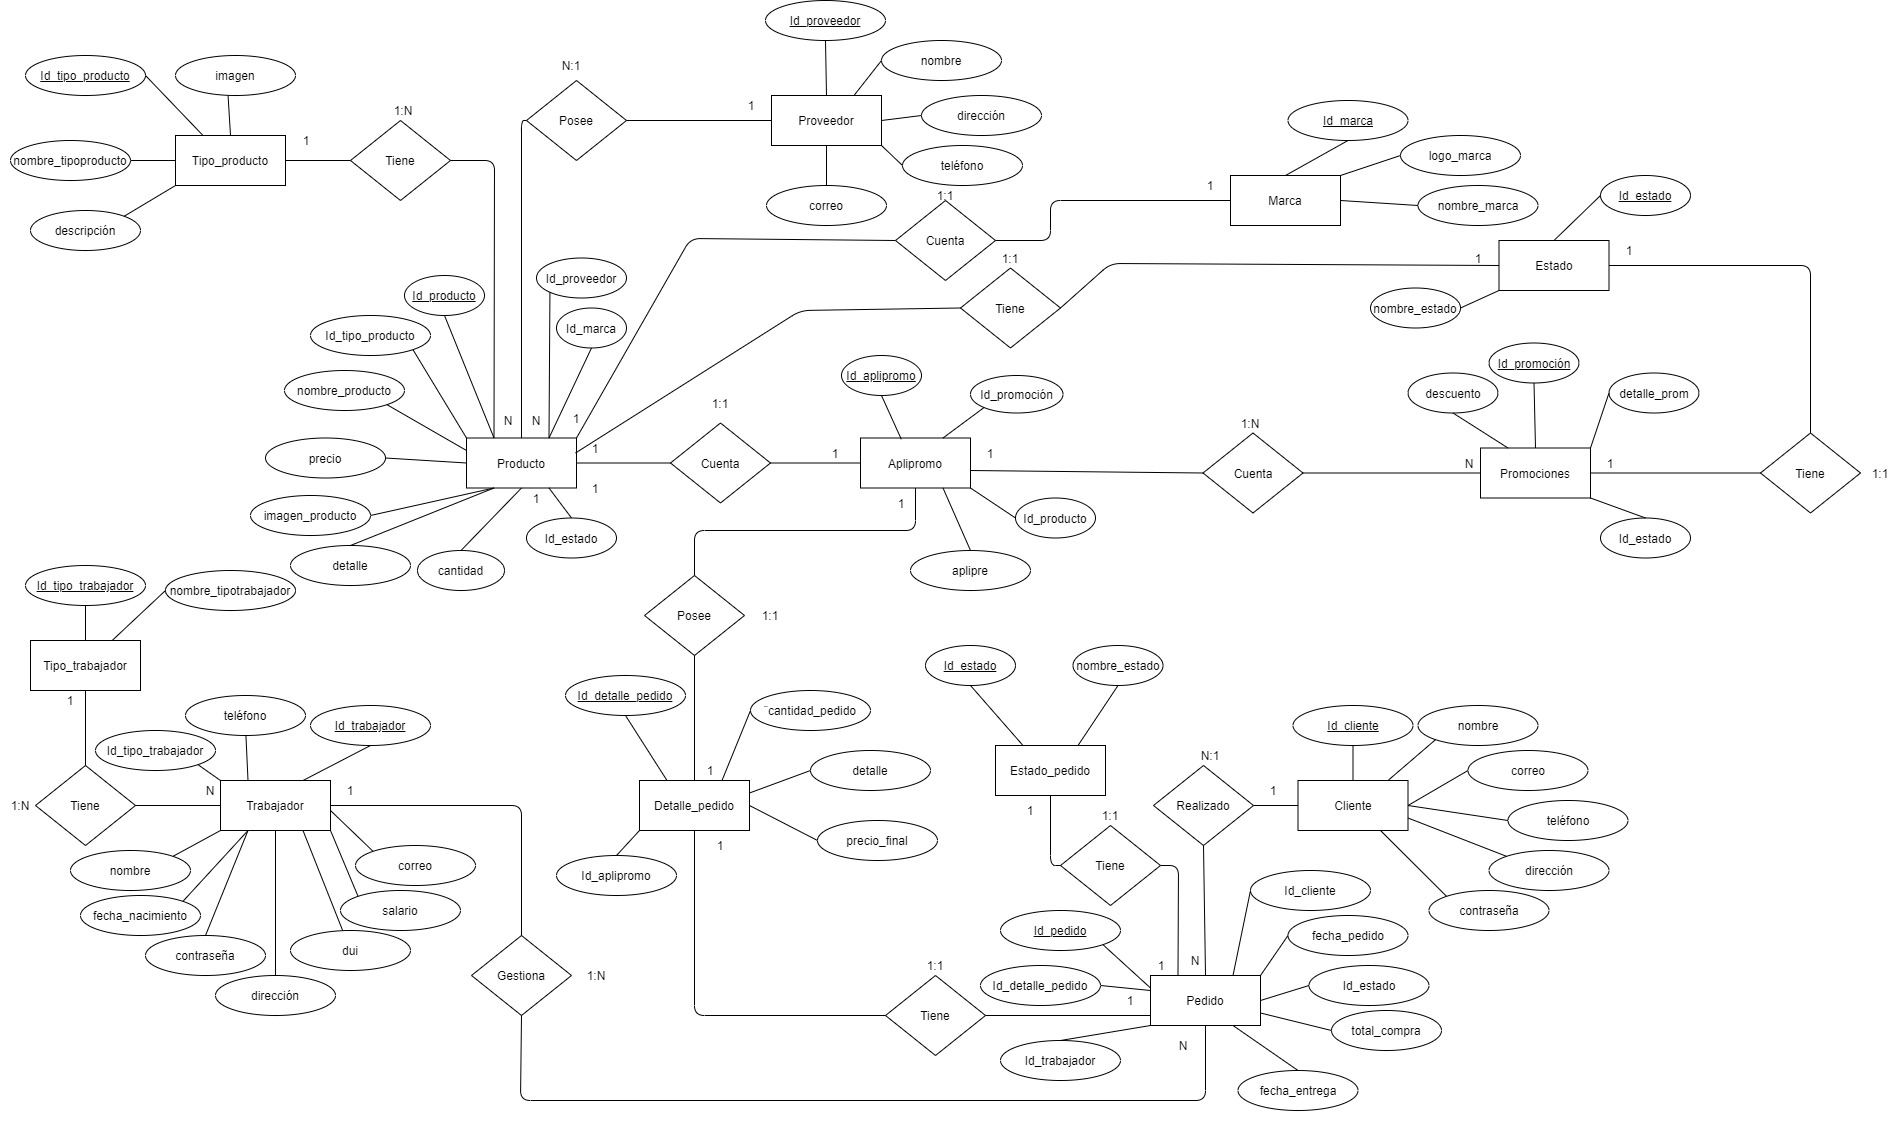 Id_proveedor
nombre
N:1
Id_tipo_producto
imagen
1:N
1
Posee
Proveedor
dirección
Id_marca
1
nombre_tipoproducto
Tipo_producto
Tiene
teléfono
logo_marca
correo
1:1
1
Marca
nombre_marca
Id_estado
descripción
Cuenta
1:1
1
Estado
1
Id_producto
Id_proveedor
Tiene
nombre_estado
Id_tipo_producto
Id_marca
nombre_producto
Id_aplipromo
Id_promoción
1:1
Id_promoción
descuento
detalle_prom
N
N
1
1:N
precio
Producto
1
Cuenta
1
Aplipromo
1
Cuenta
N
Promociones
1
Tiene
1:1
1
1
1
imagen_producto
Id_estado
Id_producto
Id_estado
detalle
cantidad
aplipre
Id_tipo_trabajador
nombre_tipotrabajador
Posee
1:1
Tipo_trabajador
1
Id_estado
nombre_estado
Id_detalle_pedido
cantidad_pedido
teléfono
Id_trabajador
Id_cliente
nombre
Id_tipo_trabajador
N:1
1
detalle
Estado_pedido
correo
1:N
Tiene
N
Trabajador
1
Detalle_pedido
1
1:1
Realizado
1
Cliente
teléfono
1
precio_final
nombre
correo
Id_aplipromo
Tiene
dirección
fecha_nacimiento
salario
Id_cliente
contraseña
contraseña
dui
Id_pedido
fecha_pedido
Gestiona
1:N
1:1
1
N
dirección
Id_detalle_pedido
1
Pedido
Id_estado
Tiene
total_compra
N
Id_trabajador
fecha_entrega